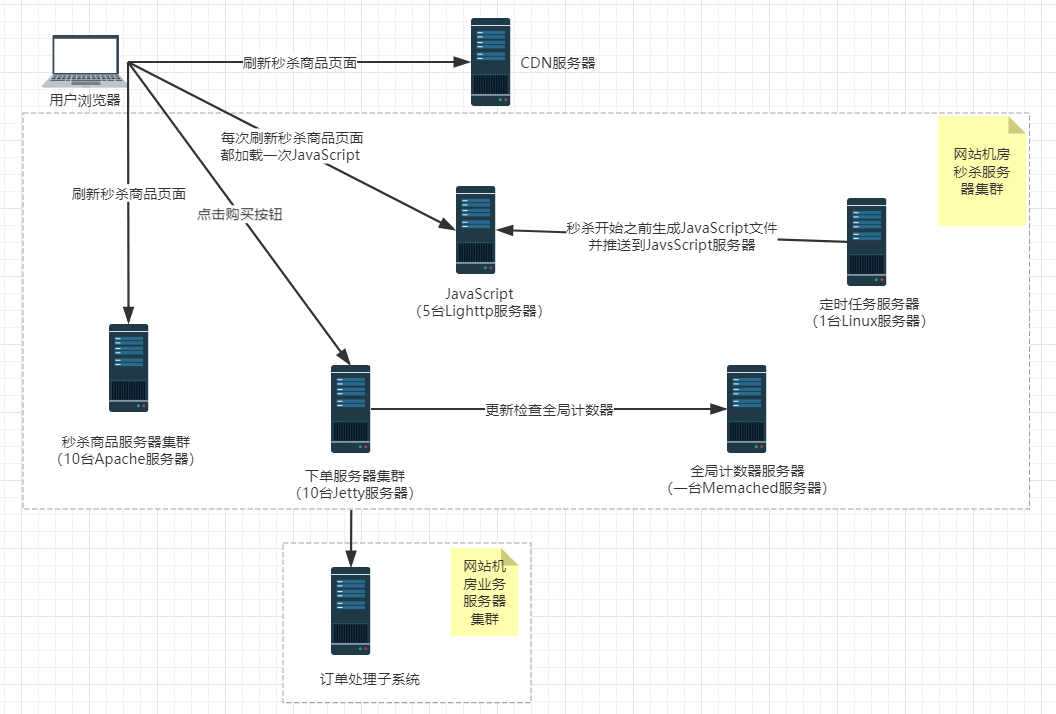 刷新秒杀商品页面
CDN服务器
用户浏览器
每次刷新秒杀商品页面
都加载一次JavaScript
网站机房
秒杀服务
器集群
刷新秒杀商品页面
点击购买按钮
秒杀开始之前生成JavaScript文件
并推送到JavsScript服务器
JavaScript
(5台Lighttp服务器)
定时任务服务器
(1台Linux服务器)
更新检查全局计数器
秒杀商品服务器集群
(10台Apache服务器)
下单服务器集群
(10台Jetty服务器)
全局计数器服务器
(一台Memached服务器)
网站机
房业务
服务器
集群
订单处理子系统